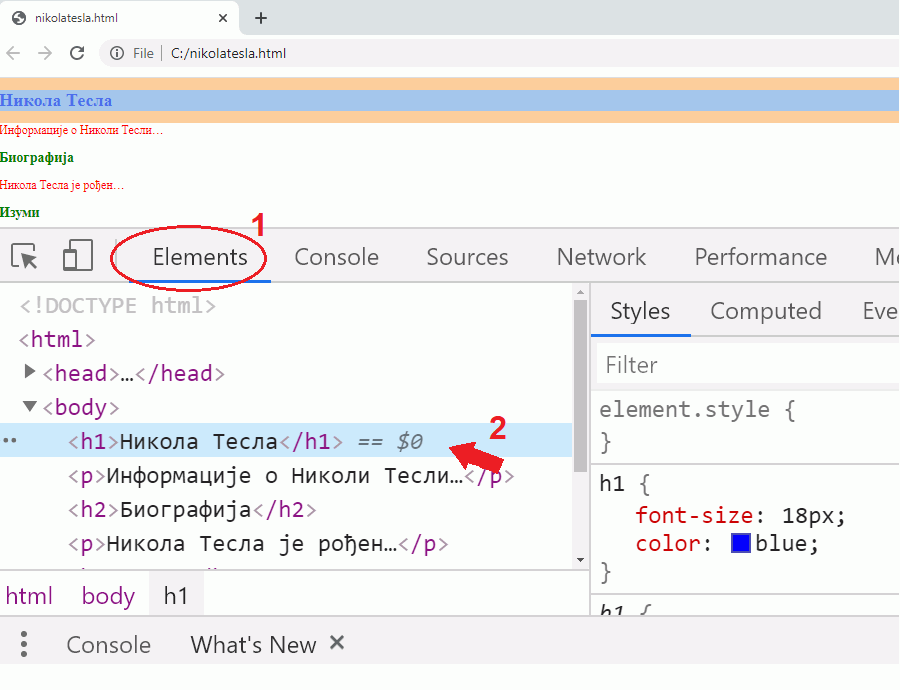 nikolatesla.html
File C:/nikolatesla.html
Никола Тесла
Информације о Николи Тесли...
Биографија
Никола Тесла је рођен...
Изуми
1
Elements Console Sources Network Performance Me
<!DOCTYPE html>
<html>
<head>…</head>
<body>
<h1>Никола Тесла</h1> == $0
2
<p>Информације о Николи Тесли…</p>
<h2>Биографија</h2>
<p>Никола Тесла је рођен…</p>
Styles Computed Eve
Filter
element.style {
}
h1 {
font-size: 18px;
color: blue;
}
h1 {
html body h1
Console What's New